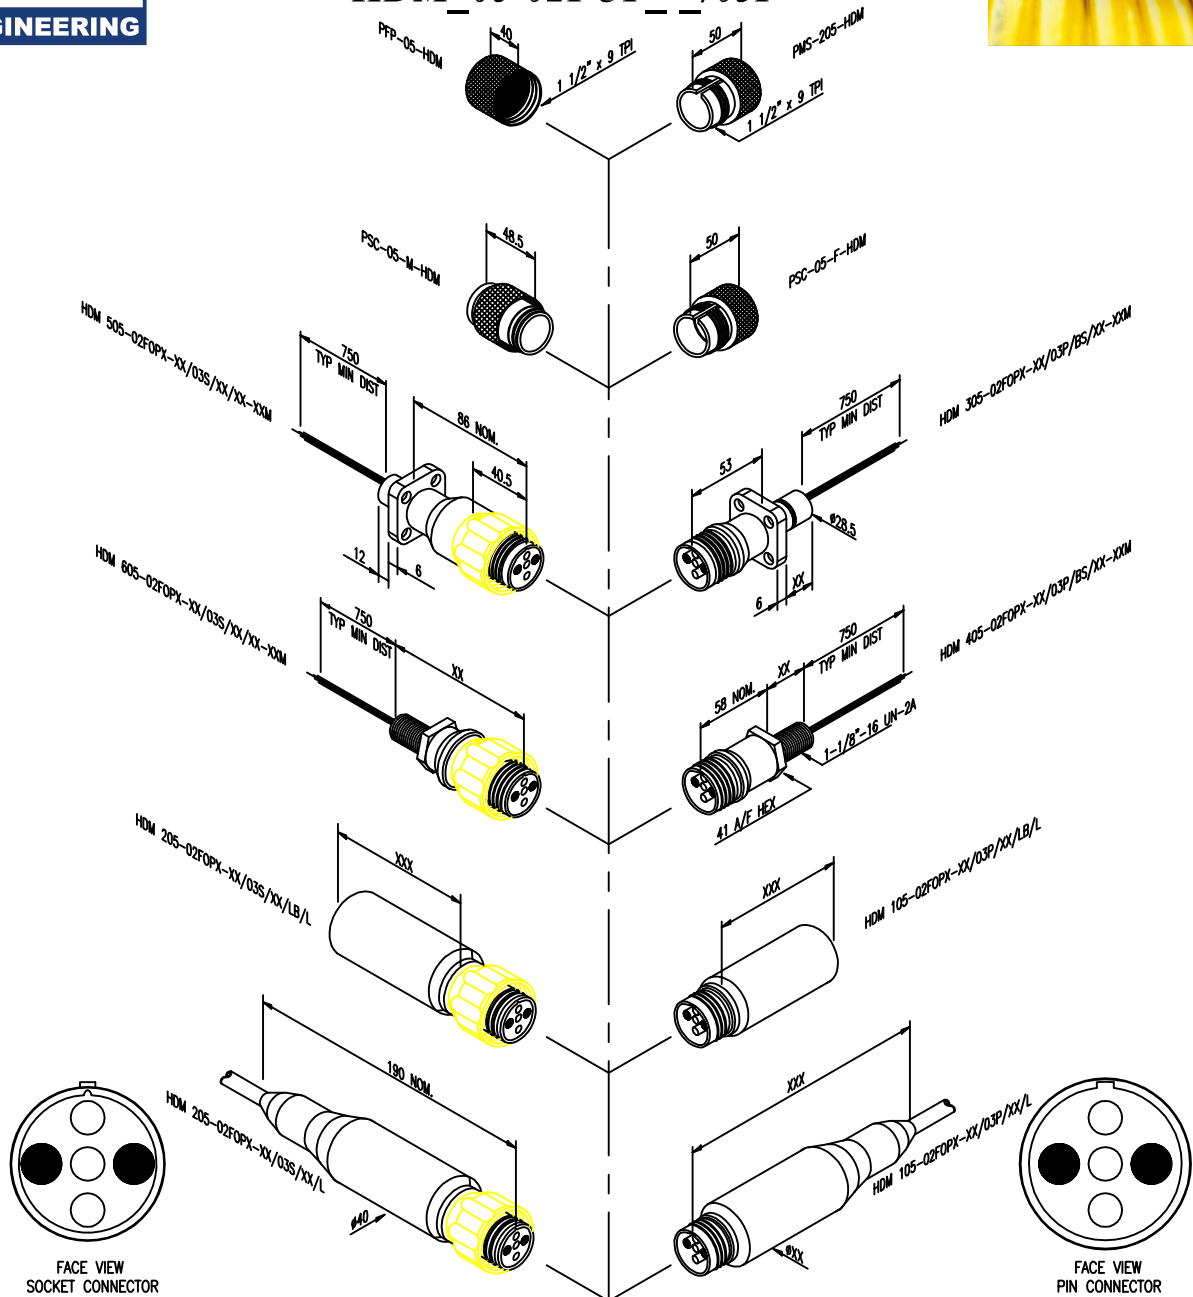 GINEERING
PFP-05-HDM
40
1 1/2" x 9 TPI
50
PMS-205-HDM
1 1/2" x 9 TPI
PSC-05-M-HDM
48.5
50
PSC-05-F-HDM
HDM 505-02FOPX-XX/03S/XX/XX-XXM
750
TYP MIN DIST
86 NOM.
40.5
12
6
HDM 305-02FOPX-XX/03P/BS/XX-XXM
750
TYP MIN DIST
53
ø28.5
6
XX
HDM 605-02FOPX-XX/03S/XX/XX-XXM
750
TYP MIN DIST
XX
HDM 405-02FOPX-XX/03P/BS/XX-XXM
750
TYP MIN DIST
XX
58 NOM.
1-1/8"-16 UN-2A
41 A/F HEX
HDM 205-02FOPX-XX/03S/XX/LB/L
XXX
XXX
HDM 105-02FOPX-XX/03P/XX/LB/L
190 NOM.
HDM 205-02FOPX-XX/03S/XX/L
ø40
XXX
HDM 105-02FOPX-XX/03P/XX/L
øXX
FACE VIEW
SOCKET CONNECTOR
FACE VIEW
PIN CONNECTOR